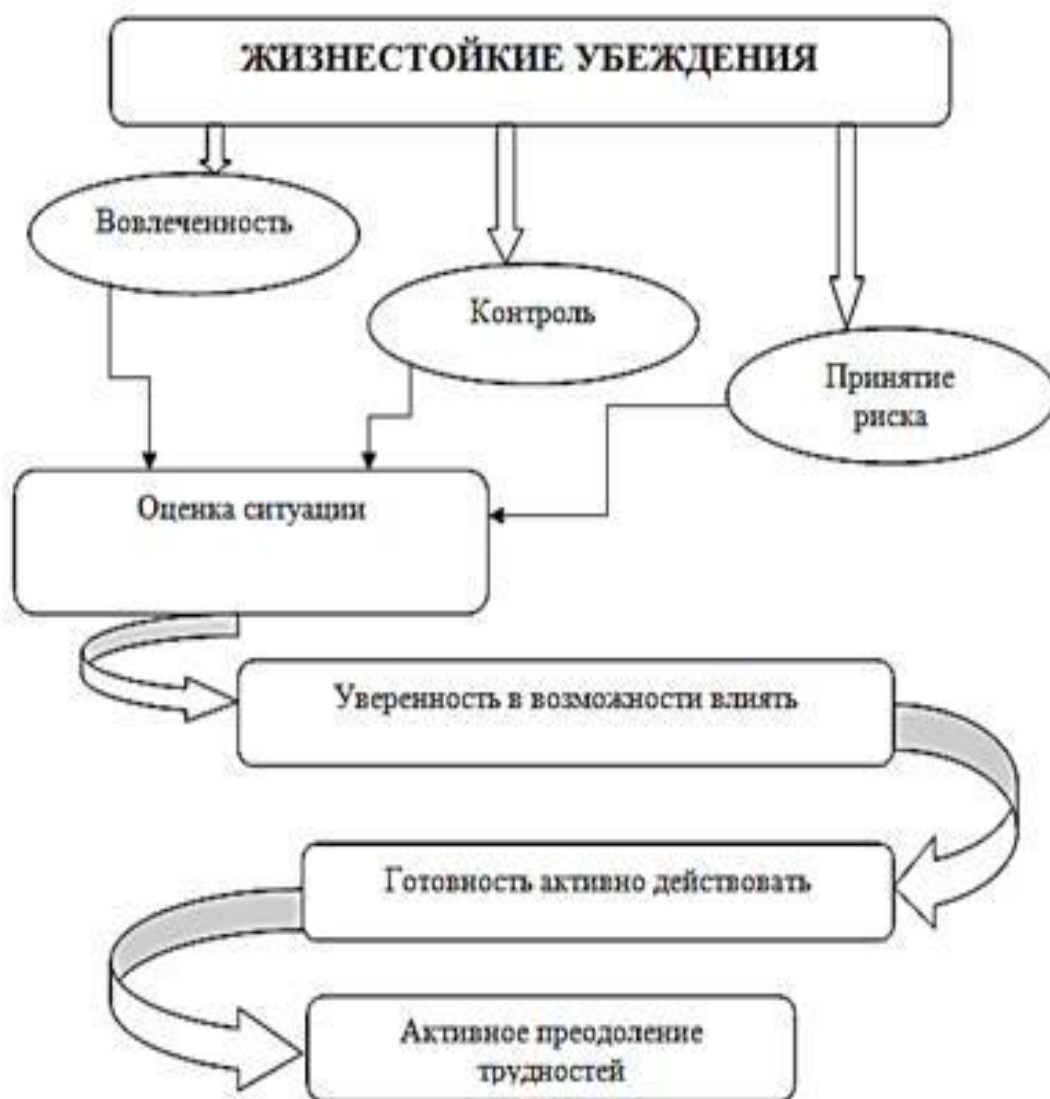 ЖИЗНЕСТОЙКИЕ УБЕЖДЕНИЯ
Вовлеченность
Контроль
Принятие
риска
Оценка ситуации
Уверенность в возможности влиять
Готовность активно действовать
Активное преодоление
трудностей